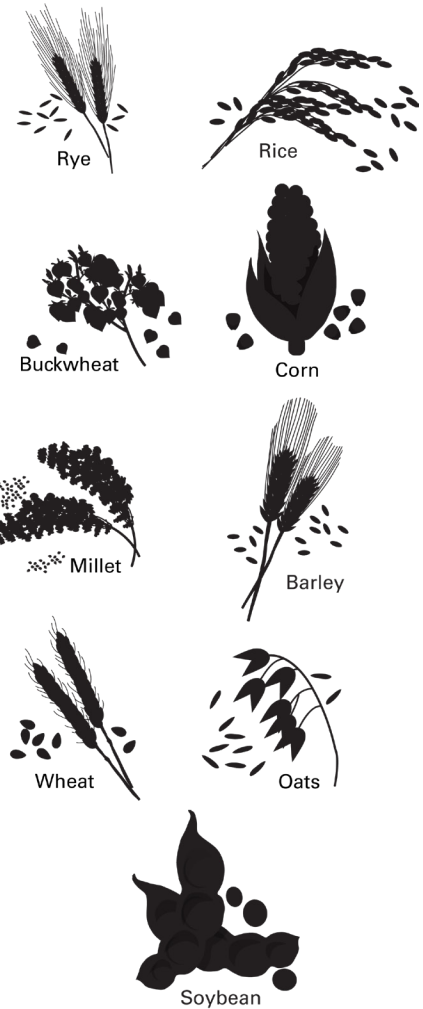 Rye
Rice
Buckwheat
Corn
Millet
Barley
Wheat
Oats
Soybean